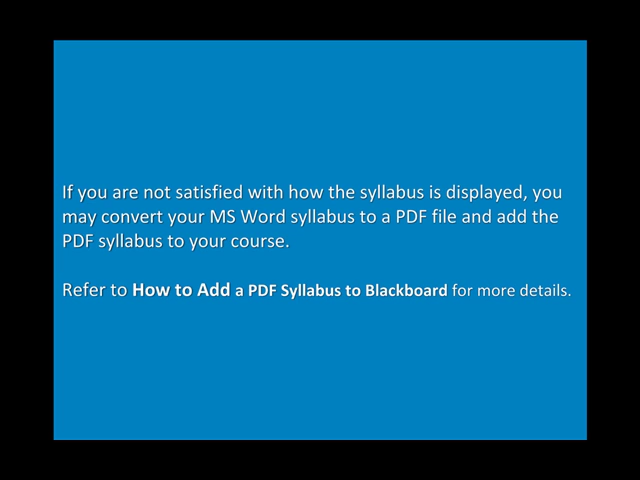 If you are not satisfied with how the syllabus is displayed, you
may convert your MS Word syllabus to a PDF file and add the
PDF syllabus to your course.
Refer to How to Add a PDF Syllabus to Blackboard for more details.